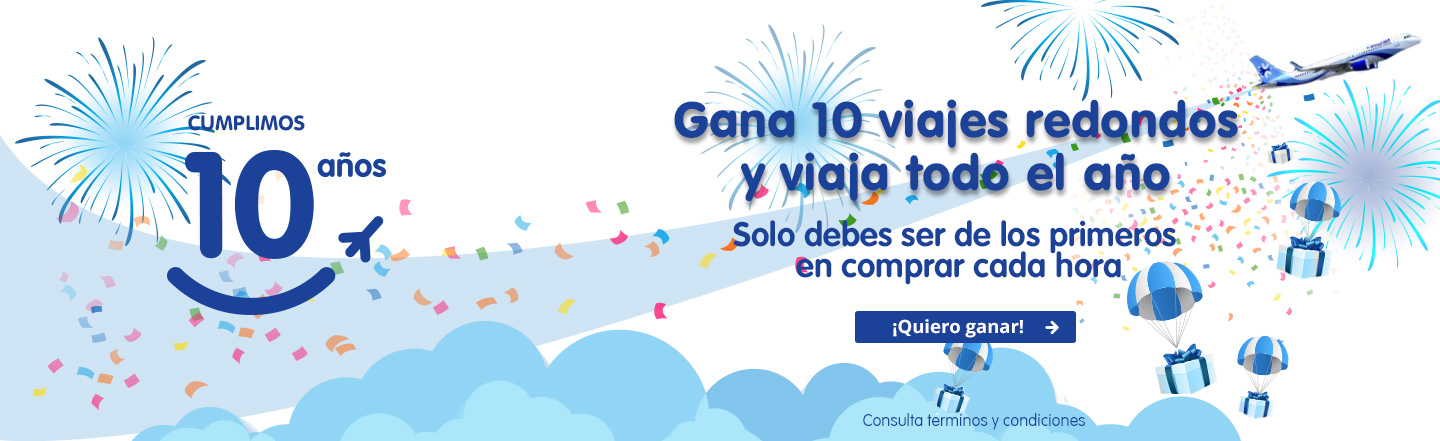 CUMPLIMOS
10 años
Gana 10 viajes redondos
y viaja todo el año
Solo debes ser de los primeros
en comprar cada hora
¡Quiero ganar!
Consulta terminos y condiciones